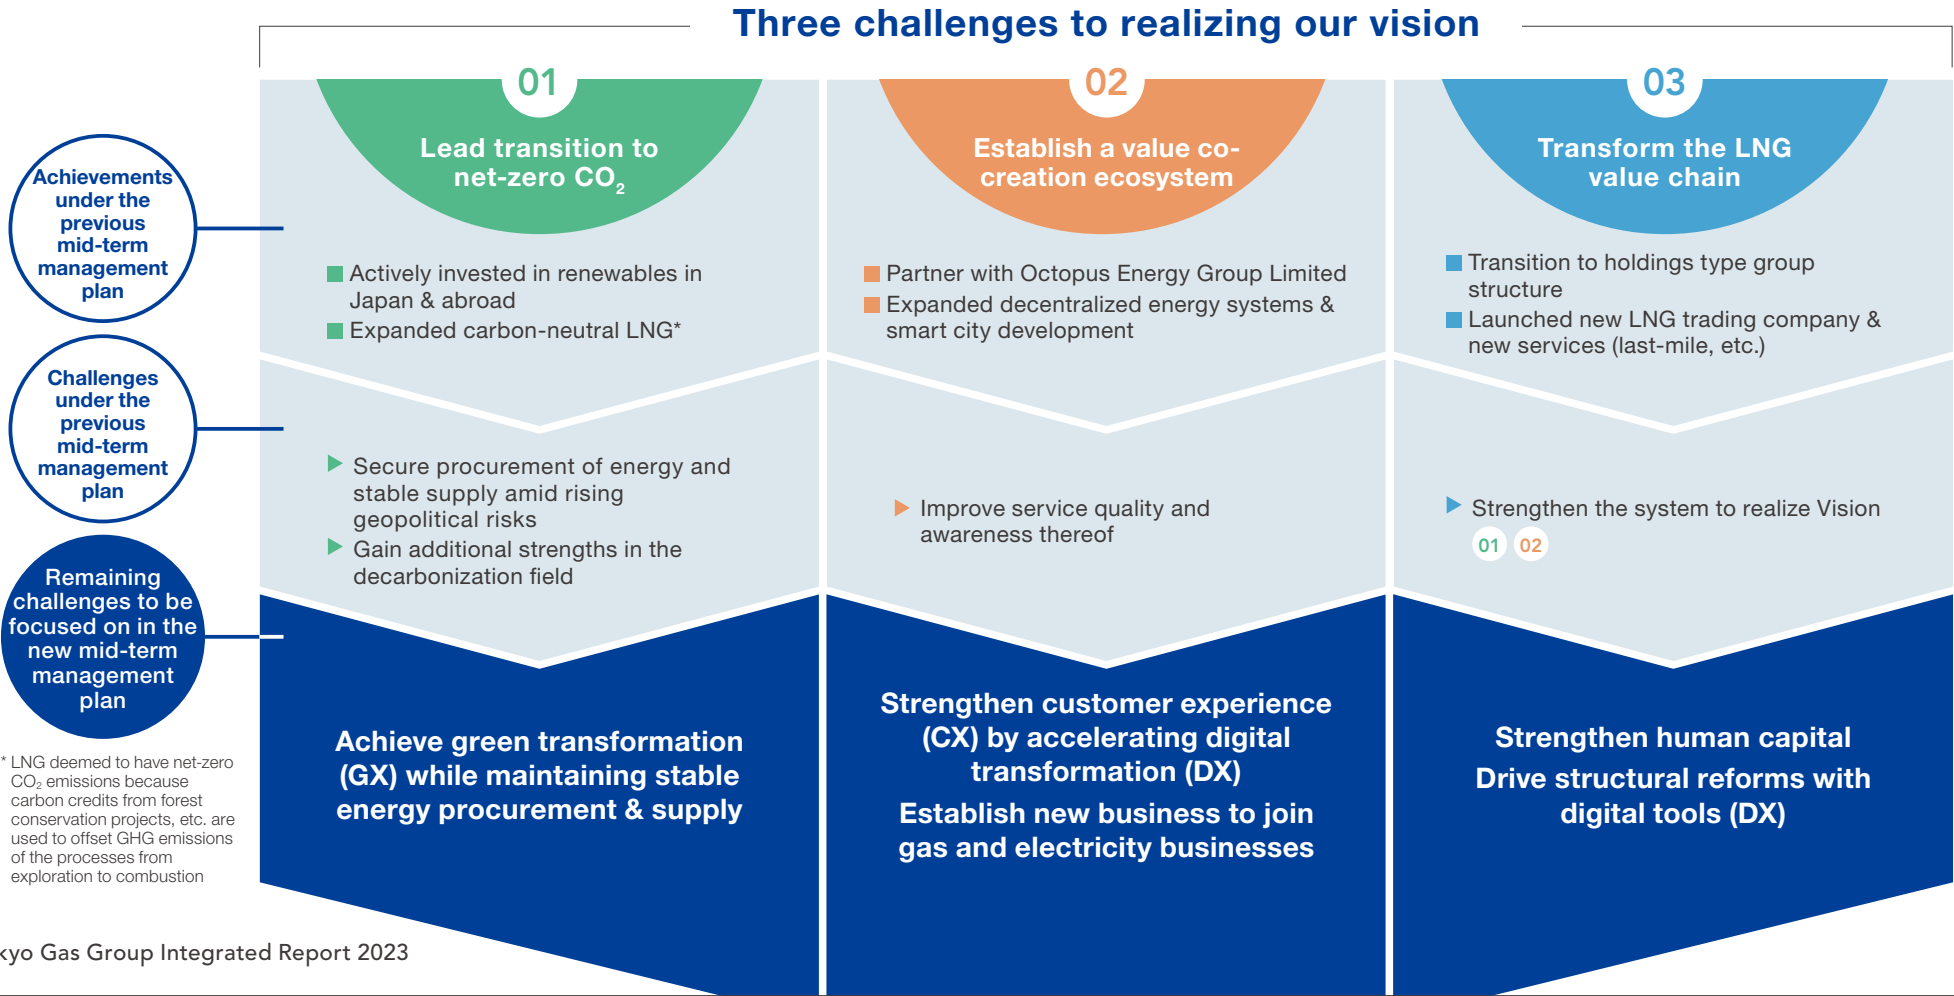 Three challenges to realizing our vision
01
Lead transition to
net-zero CO₂
02
Establish a value co-
creation ecosystem
03
Transform the LNG
value chain
Achievements
under the
previous
mid-term
management
plan
■ Actively invested in renewables in
Japan & abroad
■ Expanded carbon-neutral LNG*
■ Partner with Octopus Energy Group Limited
■ Expanded decentralized energy systems &
smart city development
■ Transition to holdings type group
structure
■ Launched new LNG trading company &
new services (last-mile, etc.)
Challenges
under the
previous
mid-term
management
plan
▶ Secure procurement of energy and
stable supply amid rising
geopolitical risks
▶ Gain additional strengths in the
decarbonization field
▶ Improve service quality and
awareness thereof
▶ Strengthen the system to realize Vision
01 02
Remaining
challenges to be
focused on in the
new mid-term
management
plan
Achieve green transformation
(GX) while maintaining stable
energy procurement & supply
Strengthen customer experience
(CX) by accelerating digital
transformation (DX)
Establish new business to join
gas and electricity businesses
Strengthen human capital
Drive structural reforms with
digital tools (DX)
* LNG deemed to have net-zero
CO₂ emissions because
carbon credits from forest
conservation projects, etc. are
used to offset GHG emissions
of the processes from
exploration to combustion
kyo Gas Group Integrated Report 2023